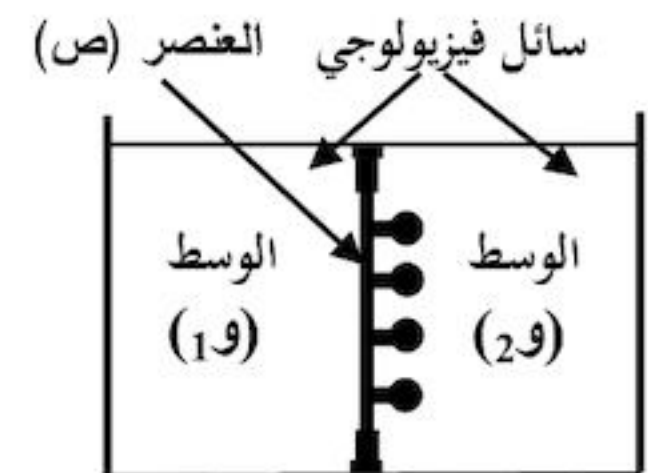 سائل فيزيولوجي
العنصر (ص)
الوسط
(و2)
الوسط
(و1)